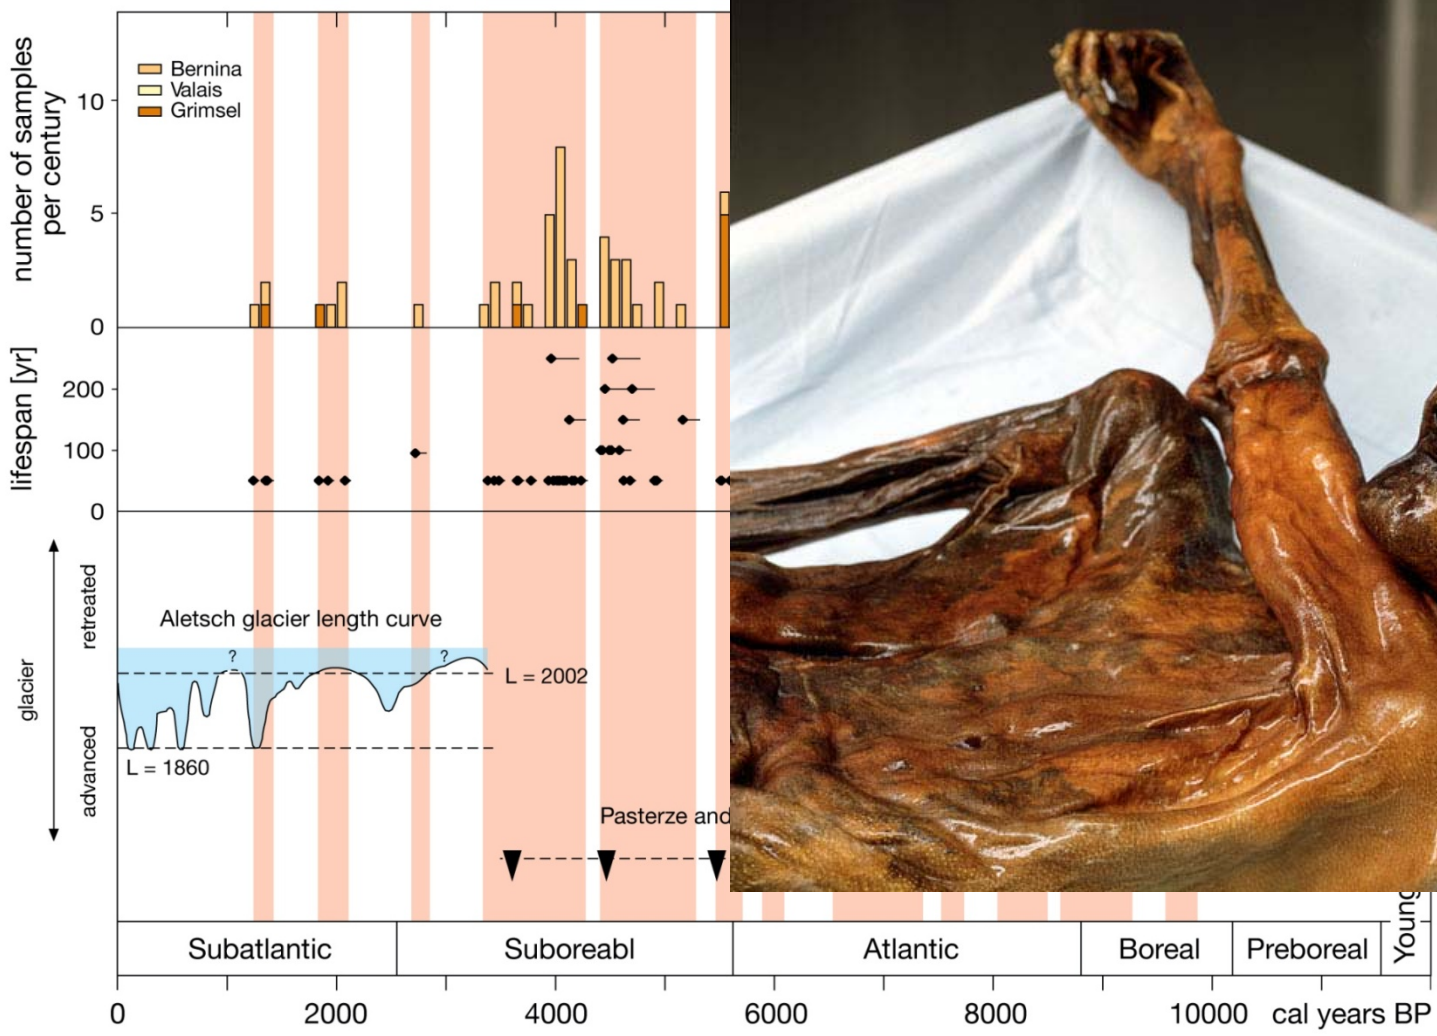 number of samples
per century
10
5
0
Bernina
Valais
Grimsel
lifespan [yr]
200
100
0
glacier
retreated
advanced
Aletsch glacier length curve
?
?
L = 2002
L = 1860
Pasterze and
Subatlantic
Suboreabl
Atlantic
Boreal
Preboreal
Young
0
2000
4000
6000
8000
10000
cal years BP